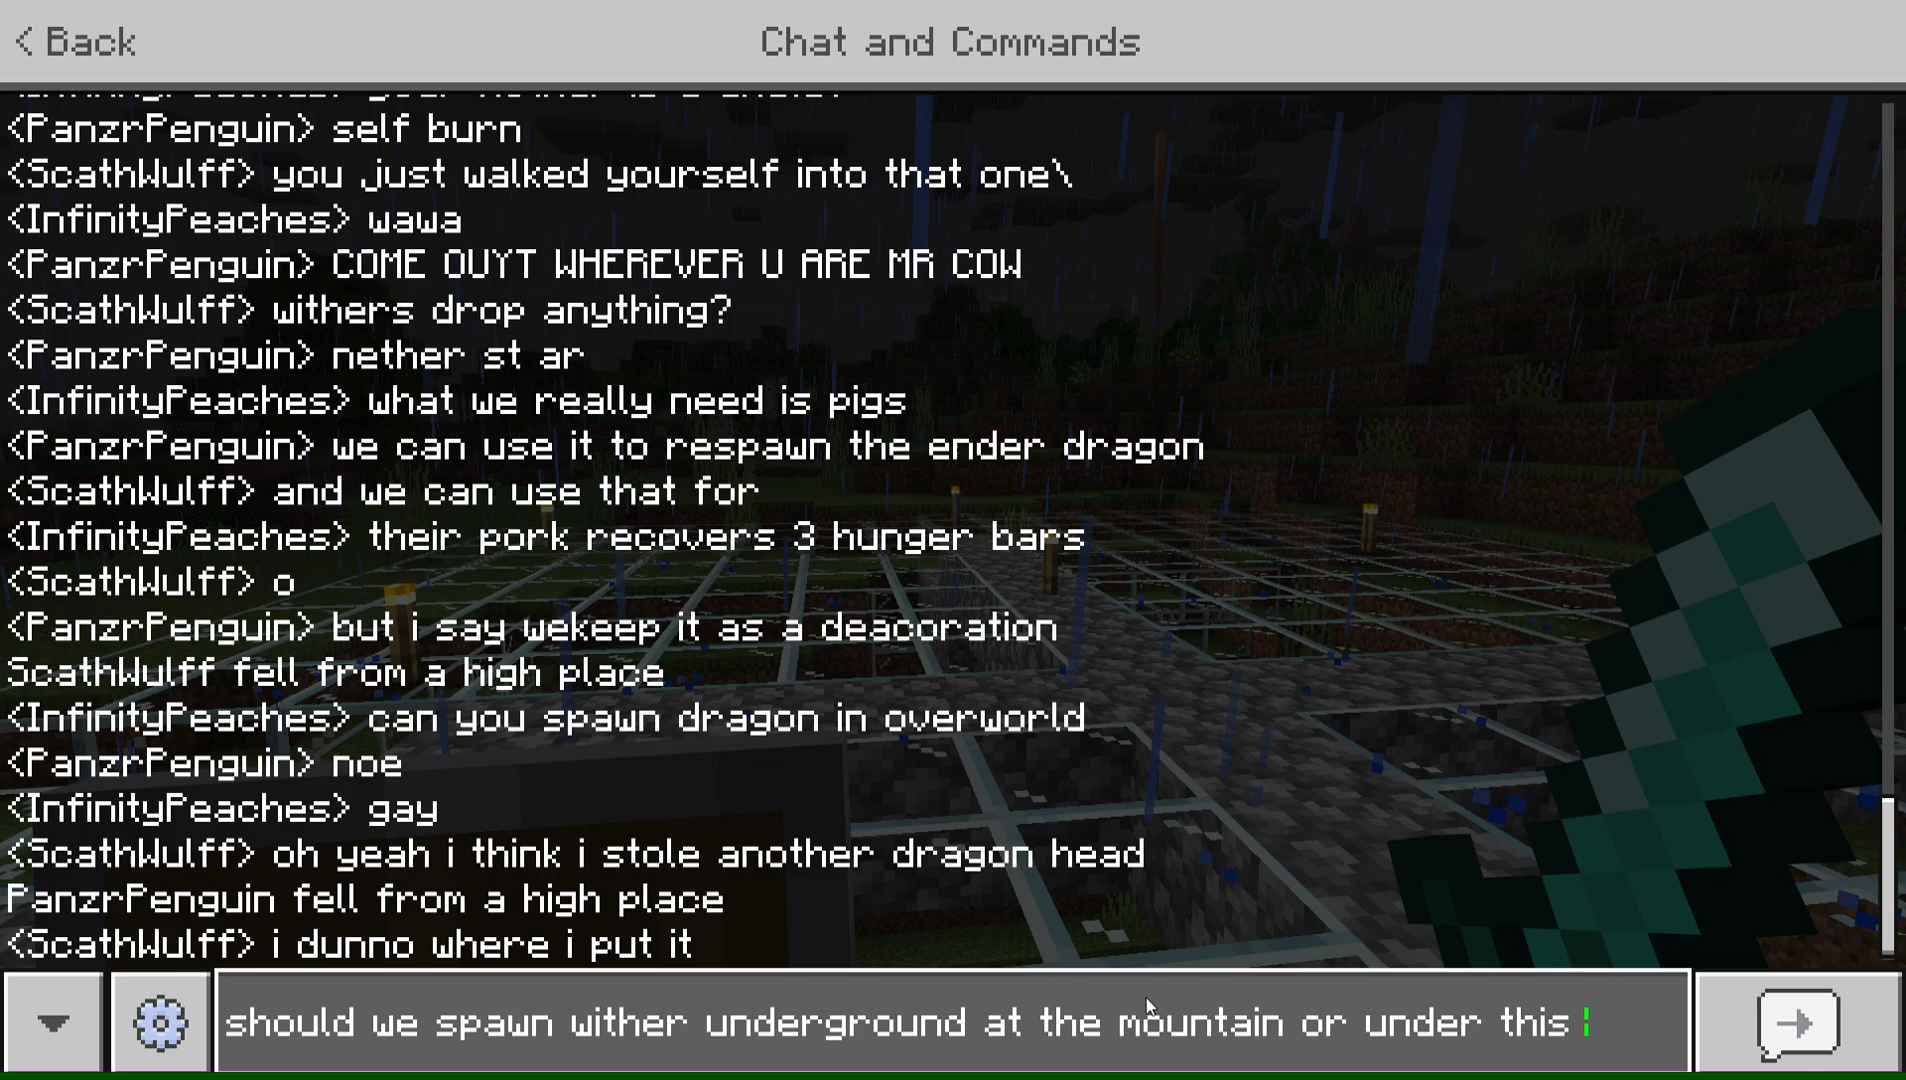 Back
Chat and Commands
<PanzrPenguin> self burn
<ScathWulff> you just walked yourself into that one\
<InfinityPeaches> wawa
<PanzrPenguin> COME OUYT WHEREVER U ARE MR COW
<ScathWulff> withers drop anything?
<PanzrPenguin> nether st ar
<InfinityPeaches> what we really need is pigs
<PanzrPenguin> we can use it to respawn the ender dragon
<ScathWulff> and we can use that for
<InfinityPeaches> their pork recovers 3 hunger bars
<ScathWulff> o
<PanzrPenguin> but i say wekeep it as a deacoration
ScathWulff fell from a high place
<InfinityPeaches> can you spawn dragon in overworld
<PanzrPenguin> noe
<InfinityPeaches> gay
<ScathWulff> oh yeah i think i stole another dragon head
PanzrPenguin fell from a high place
<ScathWulff> i dunno where i put it
should we spawn wither underground at the mountain or under this